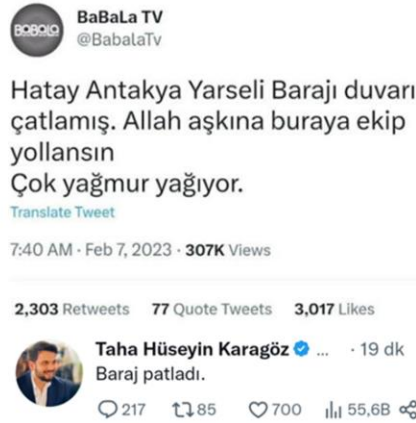 BOBOLO
BaBaLa TV
@BabalaTv
Hatay Antakya Yarseli Barajı duvarı
çatlamış. Allah aşkına buraya ekip
yollansın
Çok yağmur yağıyor.
Translate Tweet
7:40 AM · Feb 7, 2023 · 307K Views
2,303 Retweets 77 Quote Tweets 3,017 Likes
Taha Hüseyin Karagöz ... · 19 dk
Baraj patladı.
217 85 700 55,6B